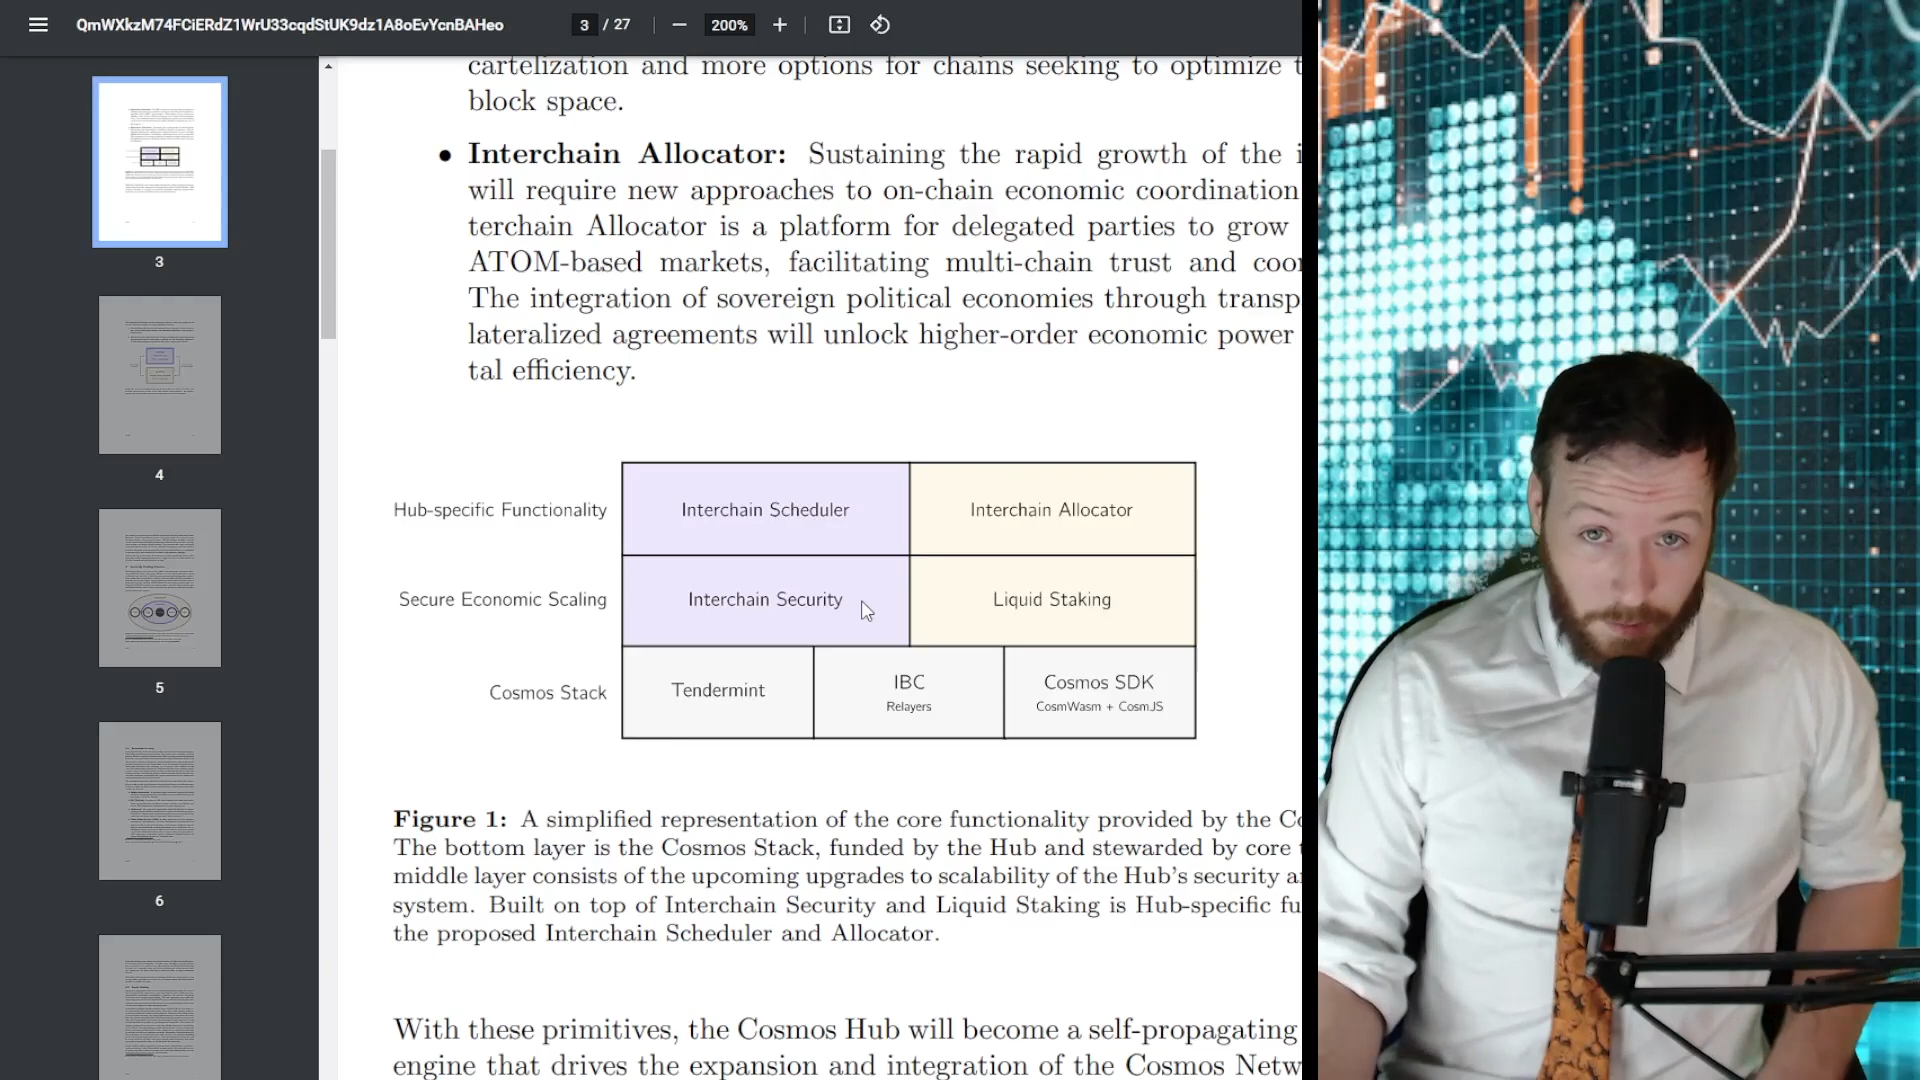 QmWXkzM74FCiERdZ1WrU33cqdStUK9dz1A8oEvYcnBAHeo
3 / 27
200%
3
4
5
6
cartelization and more options for chains seeking to optimize t
block space.
• Interchain Allocator: Sustaining the rapid growth of the i
will require new approaches to on-chain economic coordination
terchain Allocator is a platform for delegated parties to grow
ATOM-based markets, facilitating multi-chain trust and coor
The integration of sovereign political economies through transp
lateralized agreements will unlock higher-order economic power
tal efficiency.
Hub-specific Functionality
Interchain Scheduler
Interchain Allocator
Secure Economic Scaling
Interchain Security
Liquid Staking
Cosmos Stack
Tendermint
IBC
Relayers
Cosmos SDK
CosmWasm + CosmJS
Figure 1: A simplified representation of the core functionality provided by the Co
The bottom layer is the Cosmos Stack, funded by the Hub and stewarded by core
middle layer consists of the upcoming upgrades to scalability of the Hub's security a
system. Built on top of Interchain Security and Liquid Staking is Hub-specific fu
the proposed Interchain Scheduler and Allocator.
With these primitives, the Cosmos Hub will become a self-propagating
engine that drives the expansion and integration of the Cosmos Netw